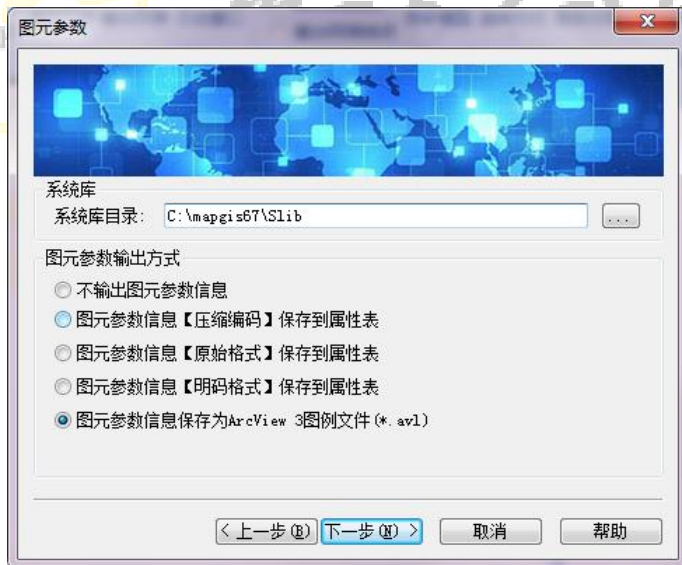 图元参数
系统库
系统库目录: C:\mapgis67\Slib ...
图元参数输出方式
不输出图元参数信息
图元参数信息【压缩编码】保存到属性表
图元参数信息【原始格式】保存到属性表
图元参数信息【明码格式】保存到属性表
图元参数信息保存为ArcView 3图例文件(*.avl)
<上一步(B) 下一步(N) > 取消 帮助